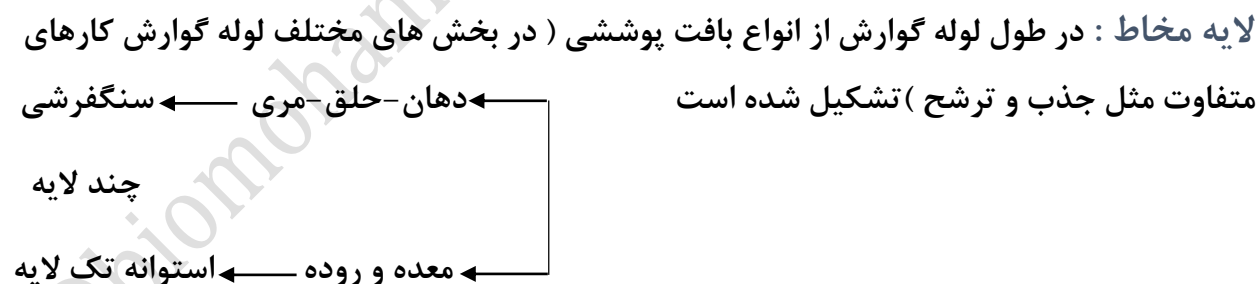 لایه مخاط : در طول لوله گوارش از انواع بافت پوششی ( در بخش های مختلف لوله گوارش کارهای
متفاوت مثل جذب و ترشح )تشکیل شده است دهان-حلق-مری سنگفرشی
چند لایه
معده و روده استوانه تک لایه